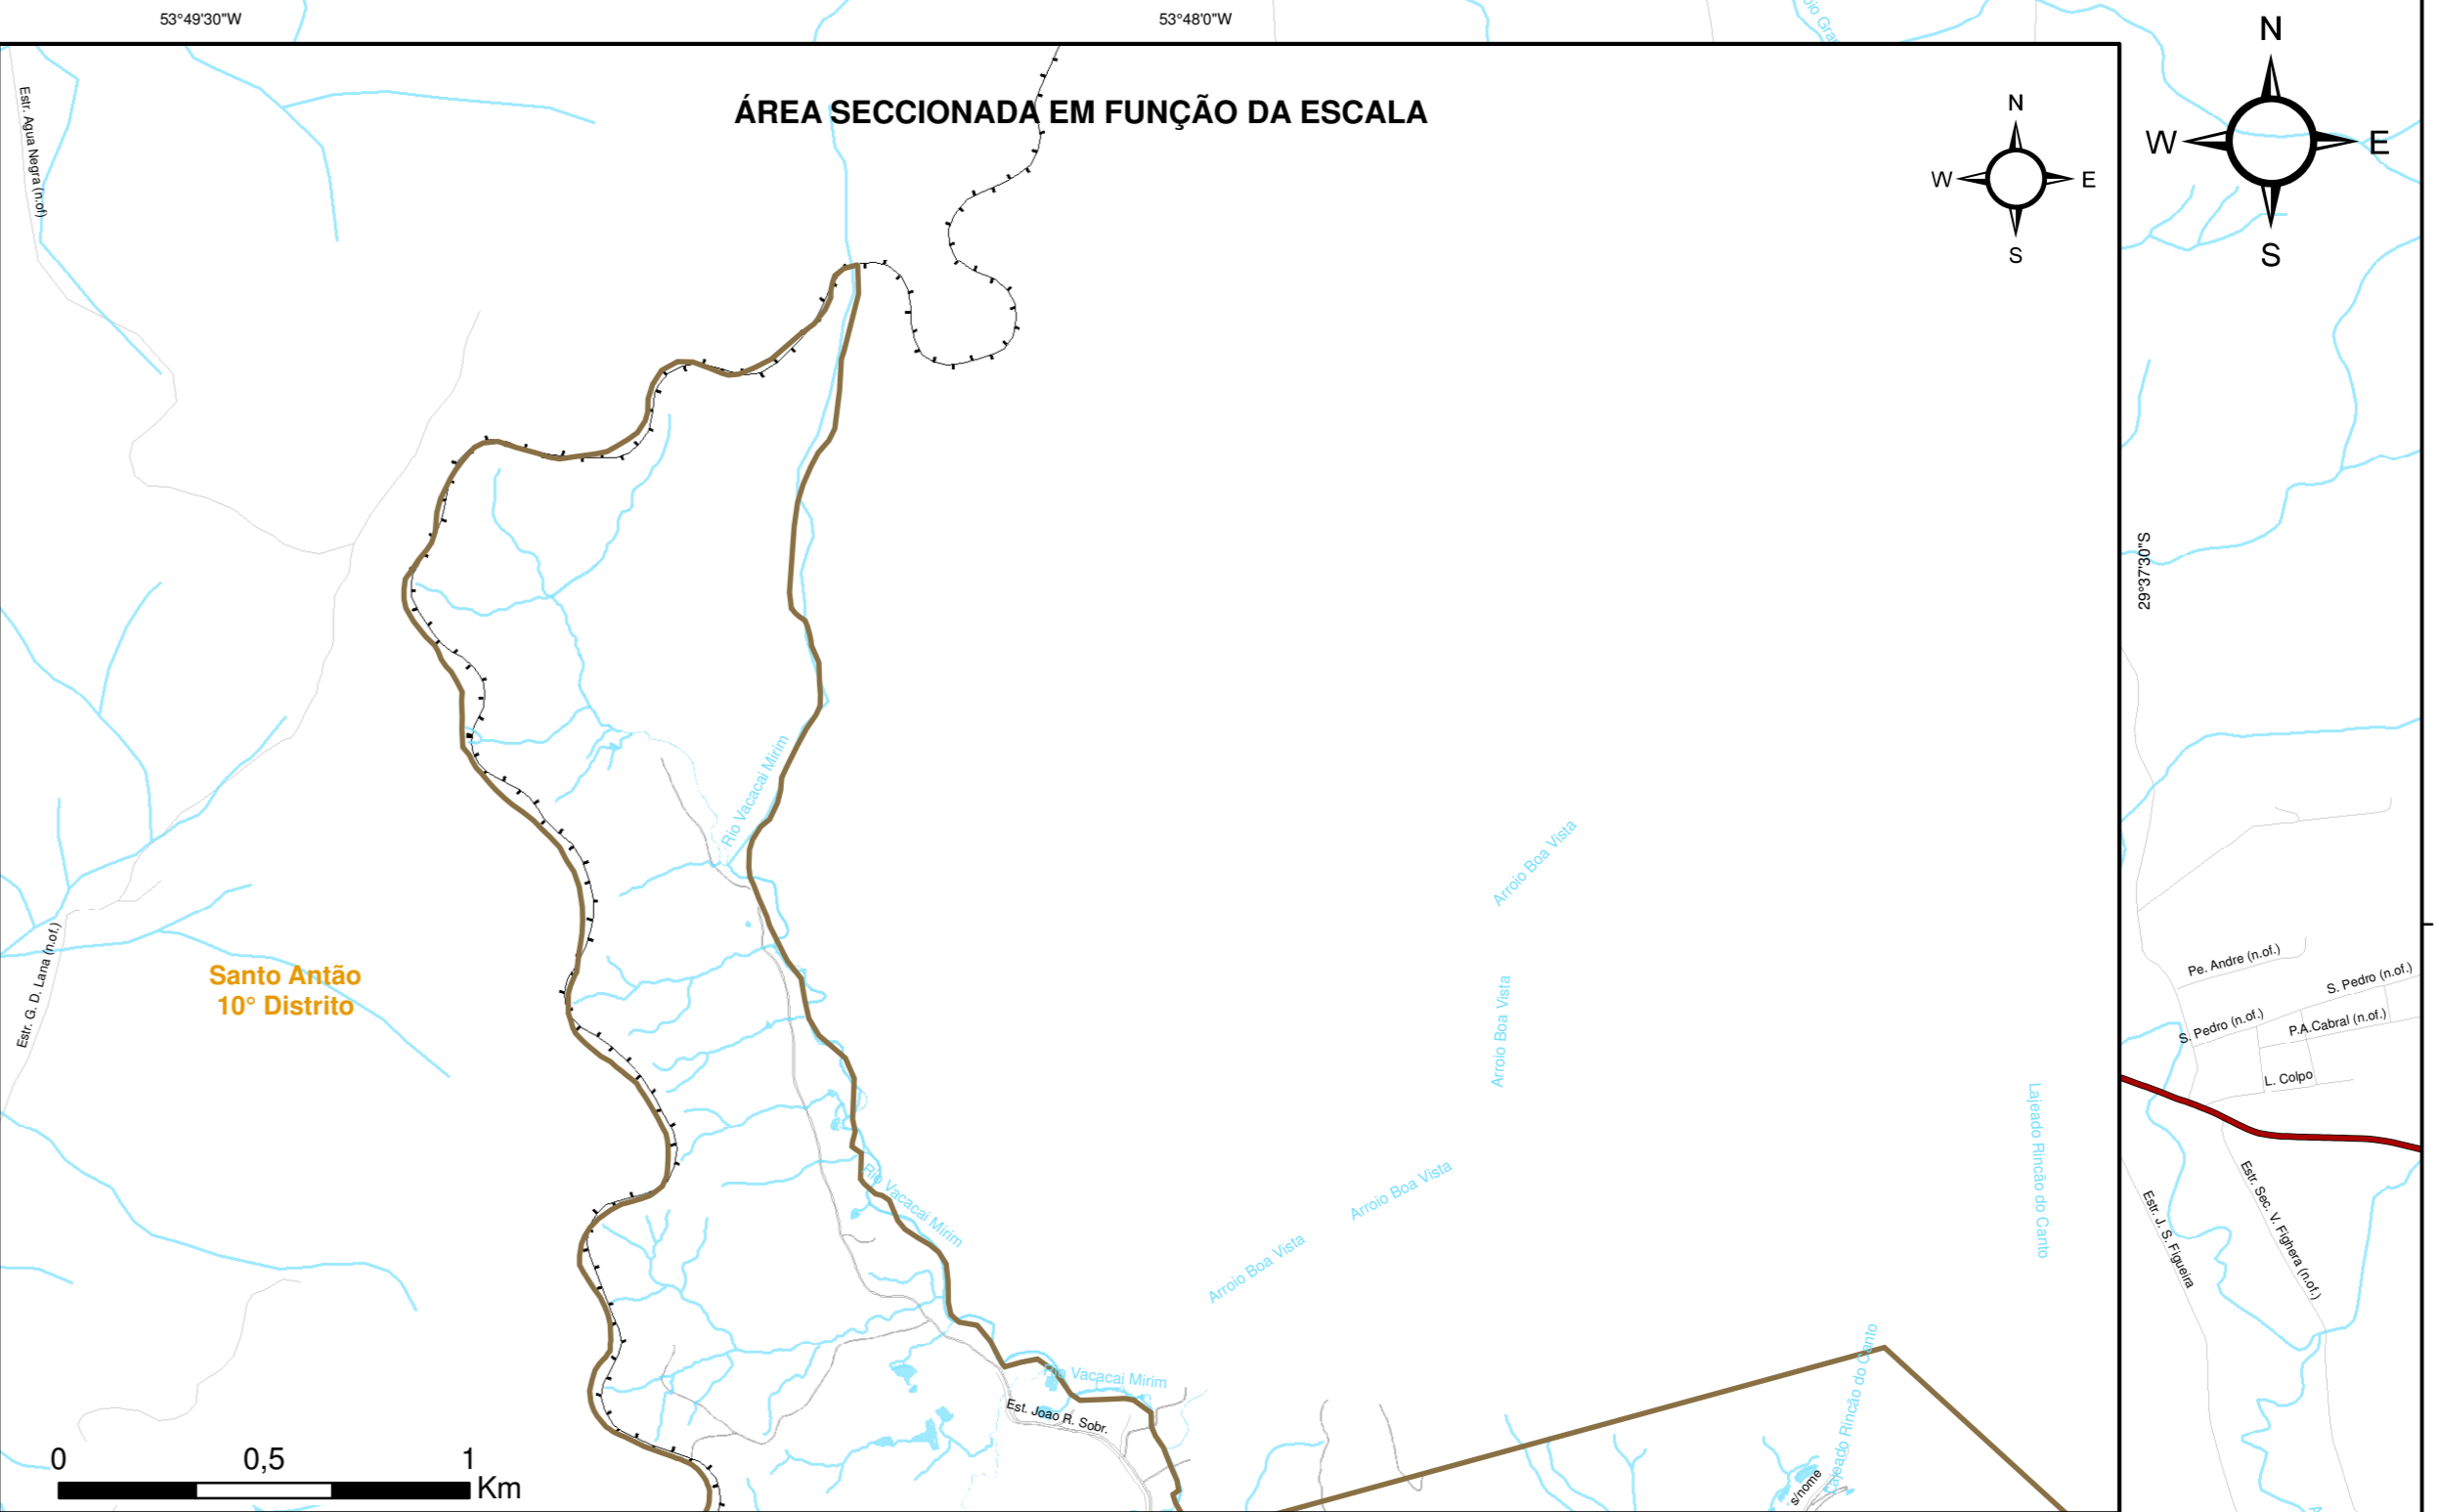 53°49'30"W
53°48'0"W
N
W
E
S
ÁREA SECCIONADA EM FUNÇÃO DA ESCALA
N
W
E
S
Estr. Agua Negra (n.of)
29°37'30"S
Rio Vacacai Mirim
Arroio Boa Vista
Santo Antão
10° Distrito
Estr. G. D. Lana (n.of.)
Pe. Andre (n.of.)
S. Pedro (n.of.)
S. Pedro (n.of.)
P.A.Cabral (n.of.)
L. Colpo
Arroio Boa Vista
Lajeado Rincão do Canto
Rio Vacacai Mirim
Arroio Boa Vista
Arroio Boa Vista
Estr. J. S. Figueira
Estr. Sec. V. Fighera (n.of.)
Rio Vacacai Mirim
Est. Joao R. Sobr.
Lajeado Rincão do Canto
s/nome
0
0,5
1
Km